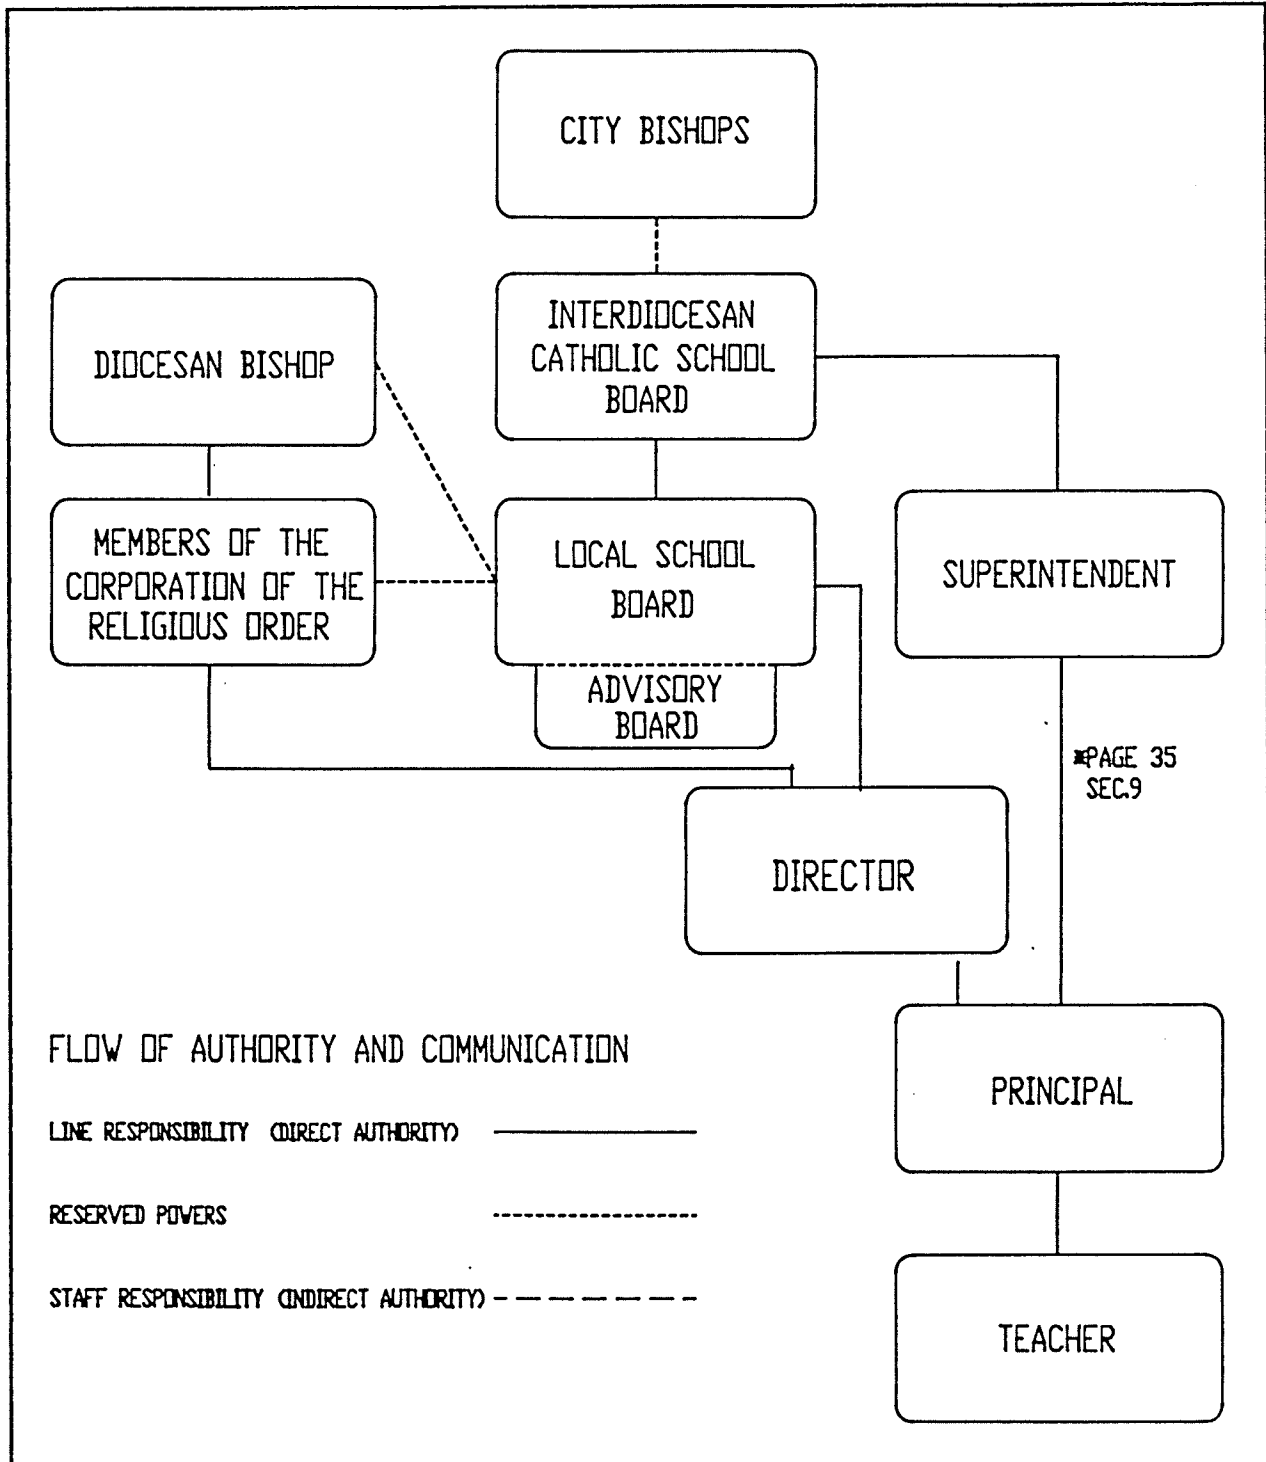 CITY BISHOPS
INTERDIOCESAN
CATHOLIC SCHOOL
BOARD
DIOCESAN BISHOP
MEMBERS OF THE
CORPORATION OF THE
RELIGIOUS ORDER
LOCAL SCHOOL
BOARD
ADVISORY
BOARD
SUPERINTENDENT
*PAGE 35
SEC.9
DIRECTOR
PRINCIPAL
TEACHER
FLOW OF AUTHORITY AND COMMUNICATION
LINE RESPONSIBILITY (DIRECT AUTHORITY)
RESERVED POWERS
STAFF RESPONSIBILITY (INDIRECT AUTHORITY)